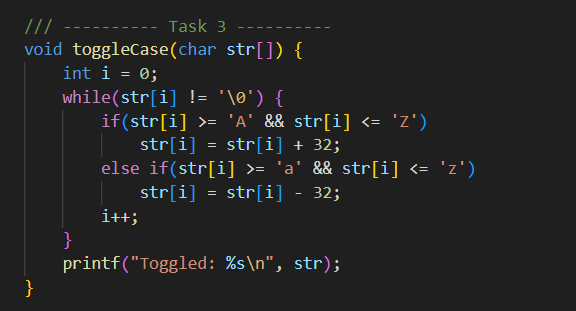 /// ---------- Task 3 ----------
void toggleCase(char str[]) {
    int i = 0;
    while(str[i] != '\0') {
        if(str[i] >= 'A' && str[i] <= 'Z')
            str[i] = str[i] + 32;
        else if(str[i] >= 'a' && str[i] <= 'z')
            str[i] = str[i] - 32;
        i++;
    }
    printf("Toggled: %s\n", str);
}